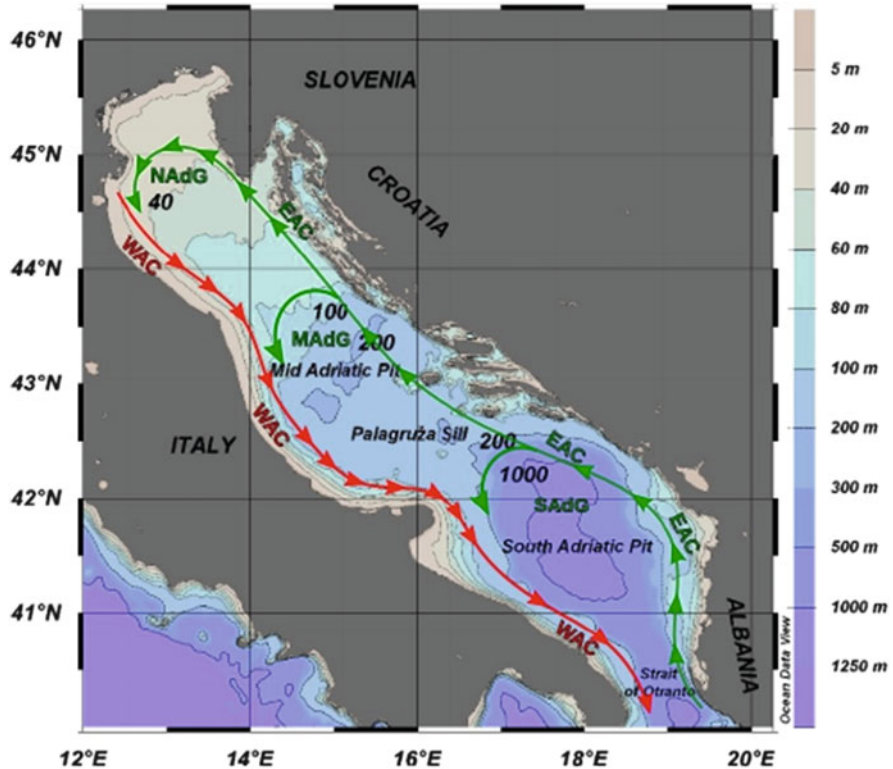 46°N
45°N
44°N
43°N
42°N
41°N
12°E
14°E
16°E
18°E
20°E
SLOVENIA
CROATIA
ITALY
ALBANIA
NAdG
40
EAC
WAC
100
MAdG
200
Mid Adriatic Pit
WAC
Palagruža Sill
200
EAC
1000
SAdG
EAC
South Adriatic Pit
WAC
Strait
of Otranto
Ocean Data View
5 m
20 m
40 m
60 m
80 m
100 m
200 m
300 m
500 m
1000 m
1250 m